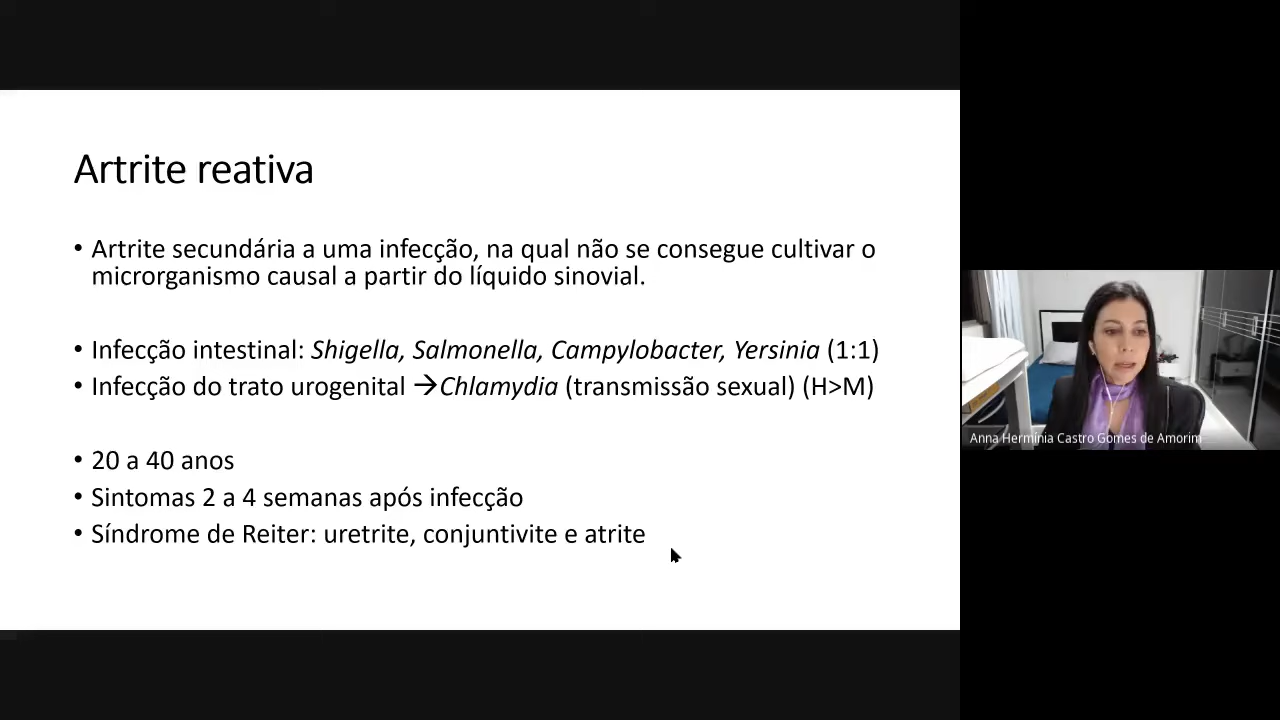 Artrite reativa
• Artrite secundária a uma infecção, na qual não se consegue cultivar o
microrganismo causal a partir do líquido sinovial.
• Infecção intestinal: Shigella, Salmonella, Campylobacter, Yersinia (1:1)
• Infecção do trato urogenital →Chlamydia (transmissão sexual) (H>M)
• 20 a 40 anos
• Sintomas 2 a 4 semanas após infecção
• Síndrome de Reiter: uretrite, conjuntivite e atrite
Anna Hermínia Castro Gomes de Amorim